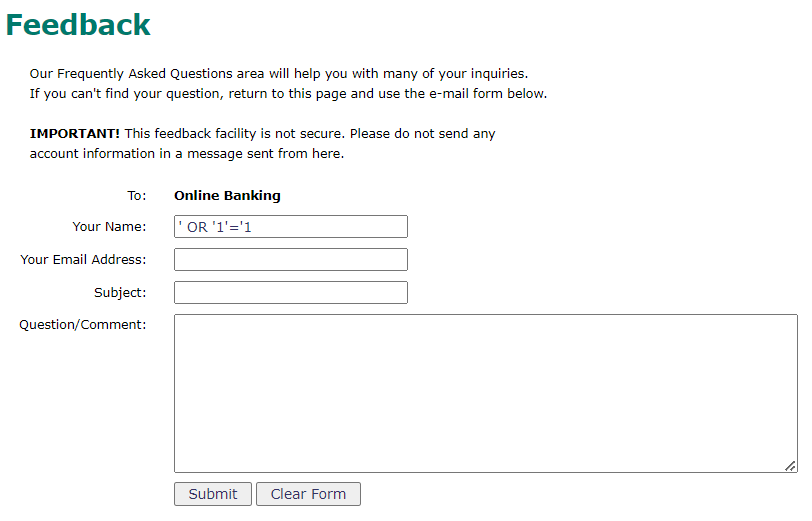 Feedback
Our Frequently Asked Questions area will help you with many of your inquiries.
If you can't find your question, return to this page and use the e-mail form below.
IMPORTANT! This feedback facility is not secure. Please do not send any
account information in a message sent from here.
To: Online Banking
Your Name: ' OR '1'='1
Your Email Address:
Subject:
Question/Comment:
Submit Clear Form